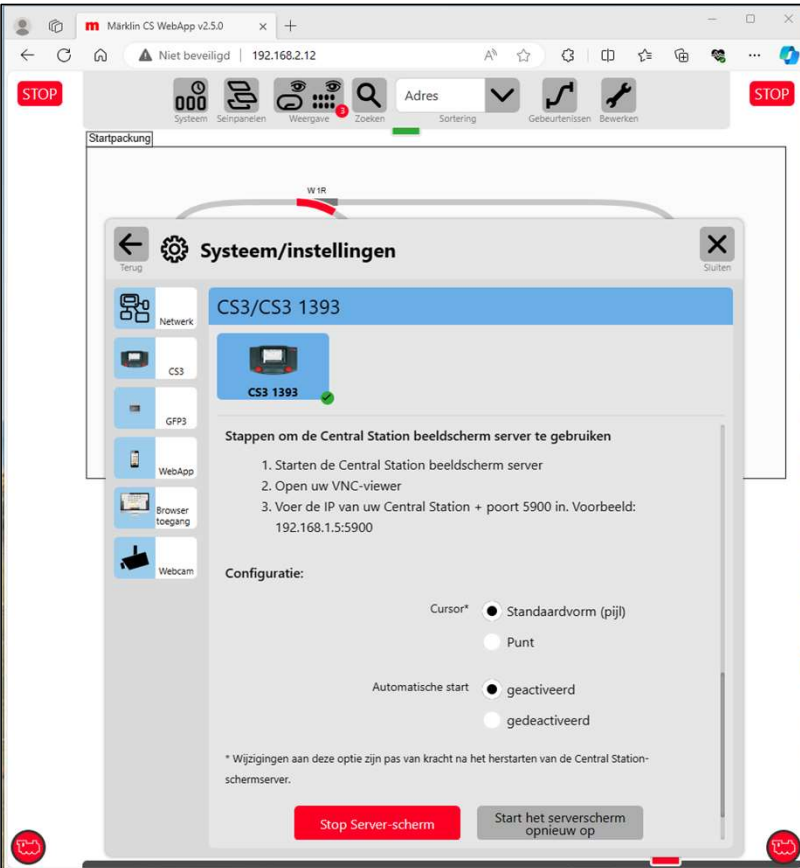 Märklin CS WebApp v2.5.0
Niet beveiligd
192.168.2.12
STOP
STOP
Systeem
Seinpanelen
Weergave
3
Zoeken
Adres
Sortering
Gebeurtenissen
Bewerken
Startpackung
W 1R
Terug
Systeem/instellingen
Sluiten
Netwerk
CS3
GFP3
WebApp
Browser
toegang
Webcam
CS3/CS3 1393
CS3 1393
Stappen om de Central Station beeldscherm server te gebruiken
1. Starten de Central Station beeldscherm server
2. Open uw VNC-viewer
3. Voer de IP van uw Central Station + poort 5900 in. Voorbeeld:
192.168.1.5:5900
Configuratie:
Cursor*
Standaardvorm (pijl)
Punt
Automatische start
geactiveerd
gedeactiveerd
* Wijzigingen aan deze optie zijn pas van kracht na het herstarten van de Central Station-
schermserver.
Stop Server-scherm
Start het serverscherm
opnieuw op